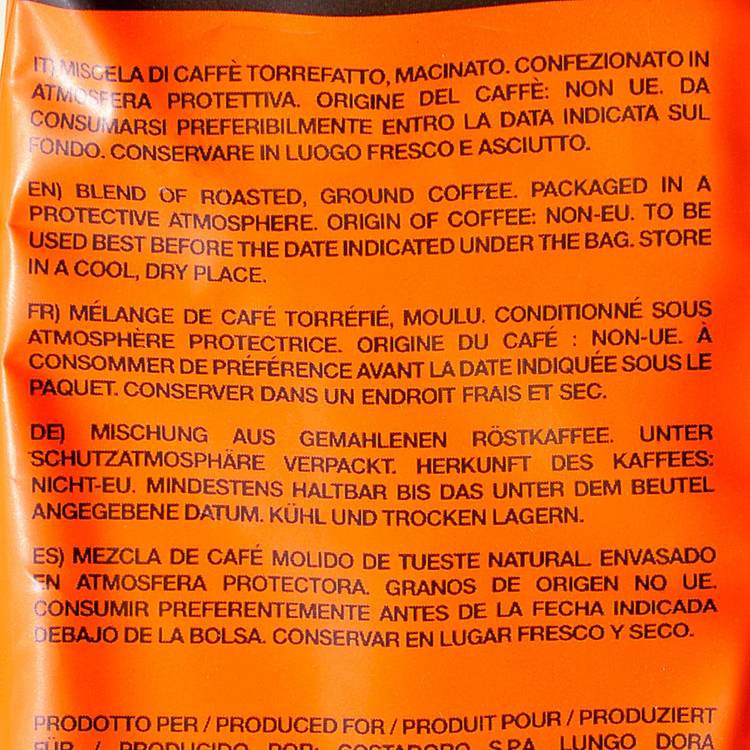 IT) MISCELA DI CAFFÈ TORREFATTO, MACINATO. CONFEZIONATO IN
ATMOSFERA PROTETTIVA. ORIGINE DEL CAFFÈ: NON UE. DA
CONSUMARSI PREFERIBILMENTE ENTRO LA DATA INDICATA SUL
FONDO. CONSERVARE IN LUOGO FRESCO E ASCIUTTO.
EN) BLEND OF ROASTED, GROUND COFFEE. PACKAGED IN A
PROTECTIVE ATMOSPHERE. ORIGIN OF COFFEE: NON-EU. TO BE
USED BEST BEFORE THE DATE INDICATED UNDER THE BAG. STORE
IN A COOL, DRY PLACE.
FR) MÉLANGE DE CAFÉ TORRÉFIÉ, MOULU. CONDITIONNÉ SOUS
ATMOSPHÈRE PROTECTRICE. ORIGINE DU CAFÉ : NON-UE. À
CONSOMMER DE PRÉFÉRENCE AVANT LA DATE INDIQUÉE SOUS LE
PAQUET. CONSERVER DANS UN ENDROIT FRAIS ET SEC.
DE) MISCHUNG AUS GEMAHLENEN RÖSTKAFFEE. UNTER
SCHUTZATMOSPHÄRE VERPACKT. HERKUNFT DES KAFFEES:
NICHT-EU. MINDESTENS HALTBAR BIS DAS UNTER DEM BEUTEL
ANGEGEBENE DATUM. KÜHL UND TROCKEN LAGERN.
ES) MEZCLA DE CAFÉ MOLIDO DE TUESTE NATURAL. ENVASADO
EN ATMOSFERA PROTECTORA. GRANOS DE ORIGEN NO UE.
CONSUMIR PREFERENTEMENTE ANTES DE LA FECHA INDICADA
DEBAJO DE LA BOLSA. CONSERVAR EN LUGAR FRESCO Y SECO.
PRODOTTO PER / PRODUCED FOR / PRODUIT POUR / PRODUZIERT
FÜR / PRODUCIDO POR: COSTADORO S.P.A. LUNGO DORA